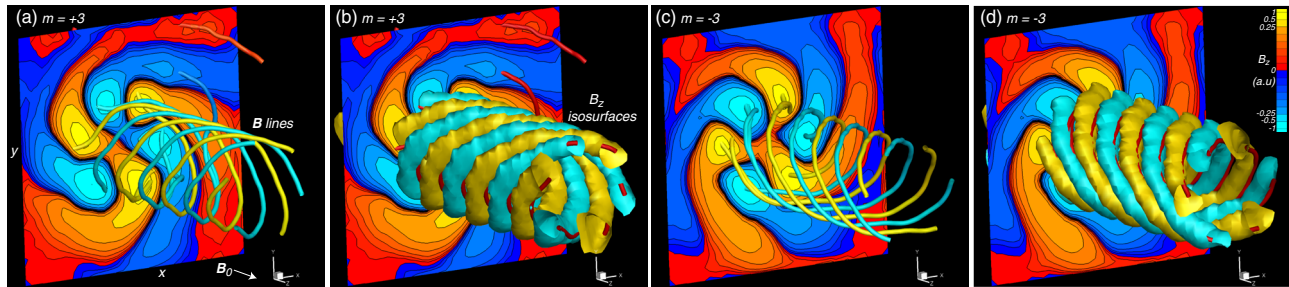 (a) m = +3
B lines
y
x
B0
Y
X
Z
(b) m = +3
Bz
isosurfaces
Y
X
Z
(c) m = -3
Y
X
Z
(d) m = -3
1
0.5
0.25
Bz
0
(a.u)
-0.25
-0.5
-1
Y
X
Z